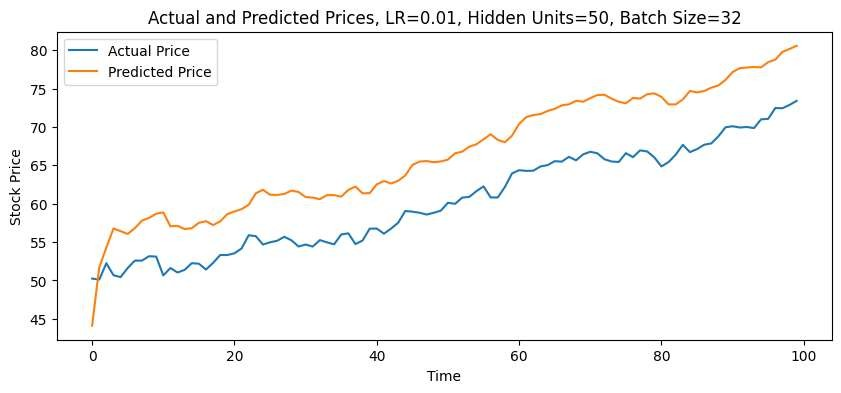 Actual and Predicted Prices, LR=0.01, Hidden Units=50, Batch Size=32
Actual Price
Predicted Price
Stock Price
80
75
70
65
60
55
50
45
0 20 40 60 80 100
Time